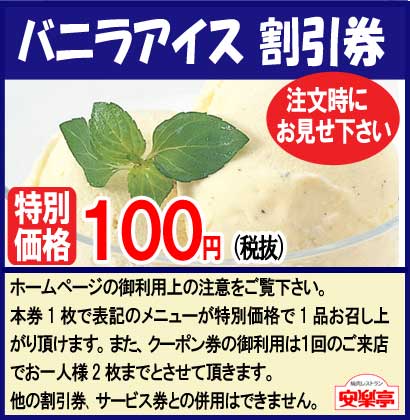 バニラアイス 割引券
注文時に
お見せ下さい
特別
価格
100円 (税抜)
ホームページの御利用上の注意をご覧下さい。
本券1枚で表記のメニューが特別価格で1品お召し上
がり頂けます。また、クーポン券の御利用は1回のご来店
でお一人様2枚までとさせて頂きます。
他の割引券、サービス券との併用はできません。
焼肉レストラン
安楽亭